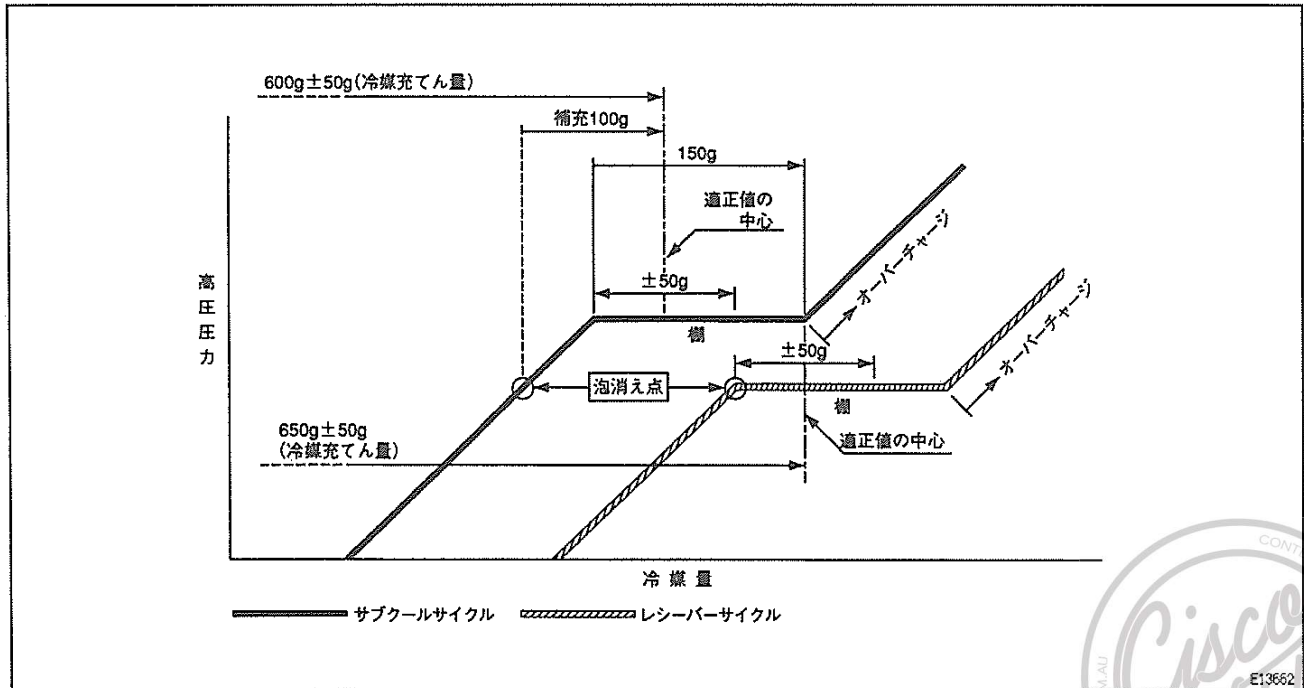 600g±50g(冷媒充てん量)
補充100g
150g
適正値の
中心
±50g
棚
オーバーチャージ
高圧圧力
泡消え点
±50g
棚
オーバーチャージ
適正値の中心
650g±50g
(冷媒充てん量)
冷媒量
サブクールサイクル
レシーバーサイクル
CONT
Cisco
M.AU
E13662